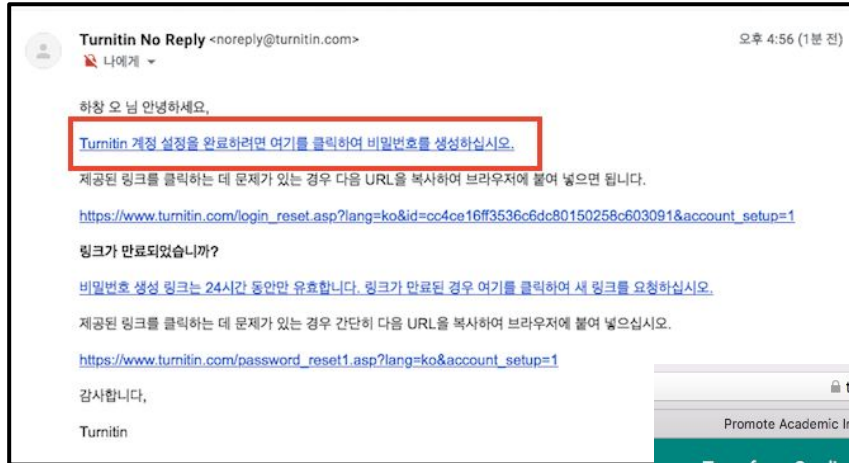 Turnitin No Reply <noreply@turnitin.com>
오후 4:56 (1분 전)
나에게
하창 오 님 안녕하세요,
Turnitin 계정 설정을 완료하려면 여기를 클릭하여 비밀번호를 생성하십시오.
제공된 링크를 클릭하는 데 문제가 있는 경우 다음 URL을 복사하여 브라우저에 붙여 넣으면 됩니다.
https://www.turnitin.com/login_reset.asp?lang=ko&id=cc4ce16ff3536c6dc80150258c603091&account_setup=1
링크가 만료되었습니까?
비밀번호 생성 링크는 24시간 동안만 유효합니다. 링크가 만료된 경우 여기를 클릭하여 새 링크를 요청하십시오.
제공된 링크를 클릭하는 데 문제가 있는 경우 간단히 다음 URL을 복사하여 브라우저에 붙여 넣으십시오.
https://www.turnitin.com/password_reset1.asp?lang=ko&account_setup=1
감사합니다,
Turnitin
Promote Academic